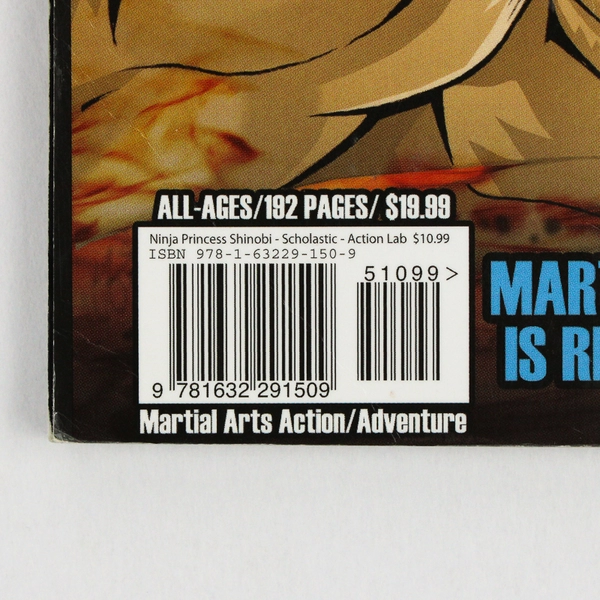 ALL-AGES/192 PAGES/ $19.99
Ninja Princess Shinobi - Scholastic - Action Lab $10.99
ISBN 978-1-63229-150-9
51099 >
9 781632 291509
Martial Arts Action/Adventure
MART
IS RE